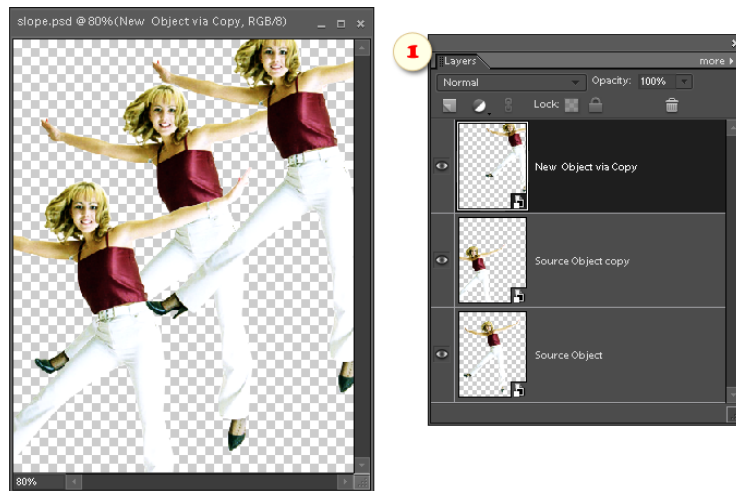 slope.psd @ 80%(New Object via Copy, RGB/8)
80%
1
Layers
more
Normal
Opacity: 100%
Lock:
New Object via Copy
Source Object copy
Source Object